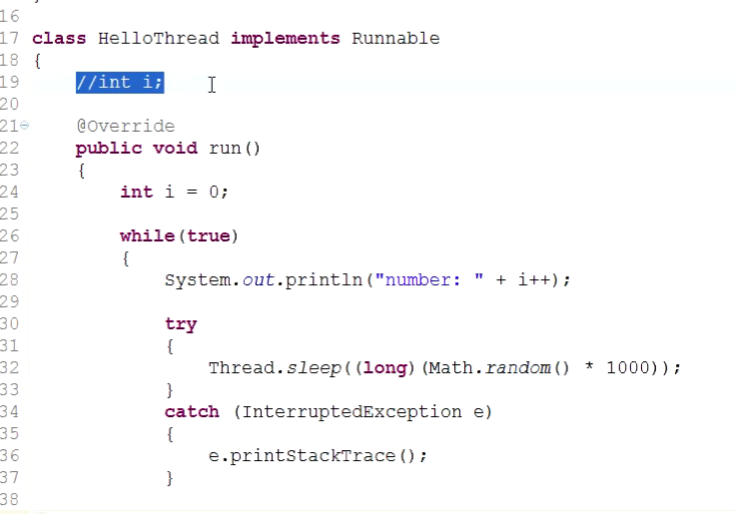 16
17 class HelloThread implements Runnable
18 {
19 //int i;
20
21 @Override
22 public void run()
23 {
24 int i = 0;
25
26 while(true)
27 {
28 System.out.println("number: " + i++);
29
30 try
31 {
32 Thread.sleep((long)(Math.random() * 1000));
33 }
34 catch (InterruptedException e)
35 {
36 e.printStackTrace();
37 }
38